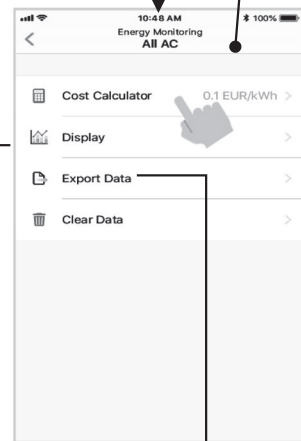 10:48 AM
100%
Energy Monitoring
All AC
Cost Calculator 0.1 EUR/kWh
Display
Export Data
Clear Data